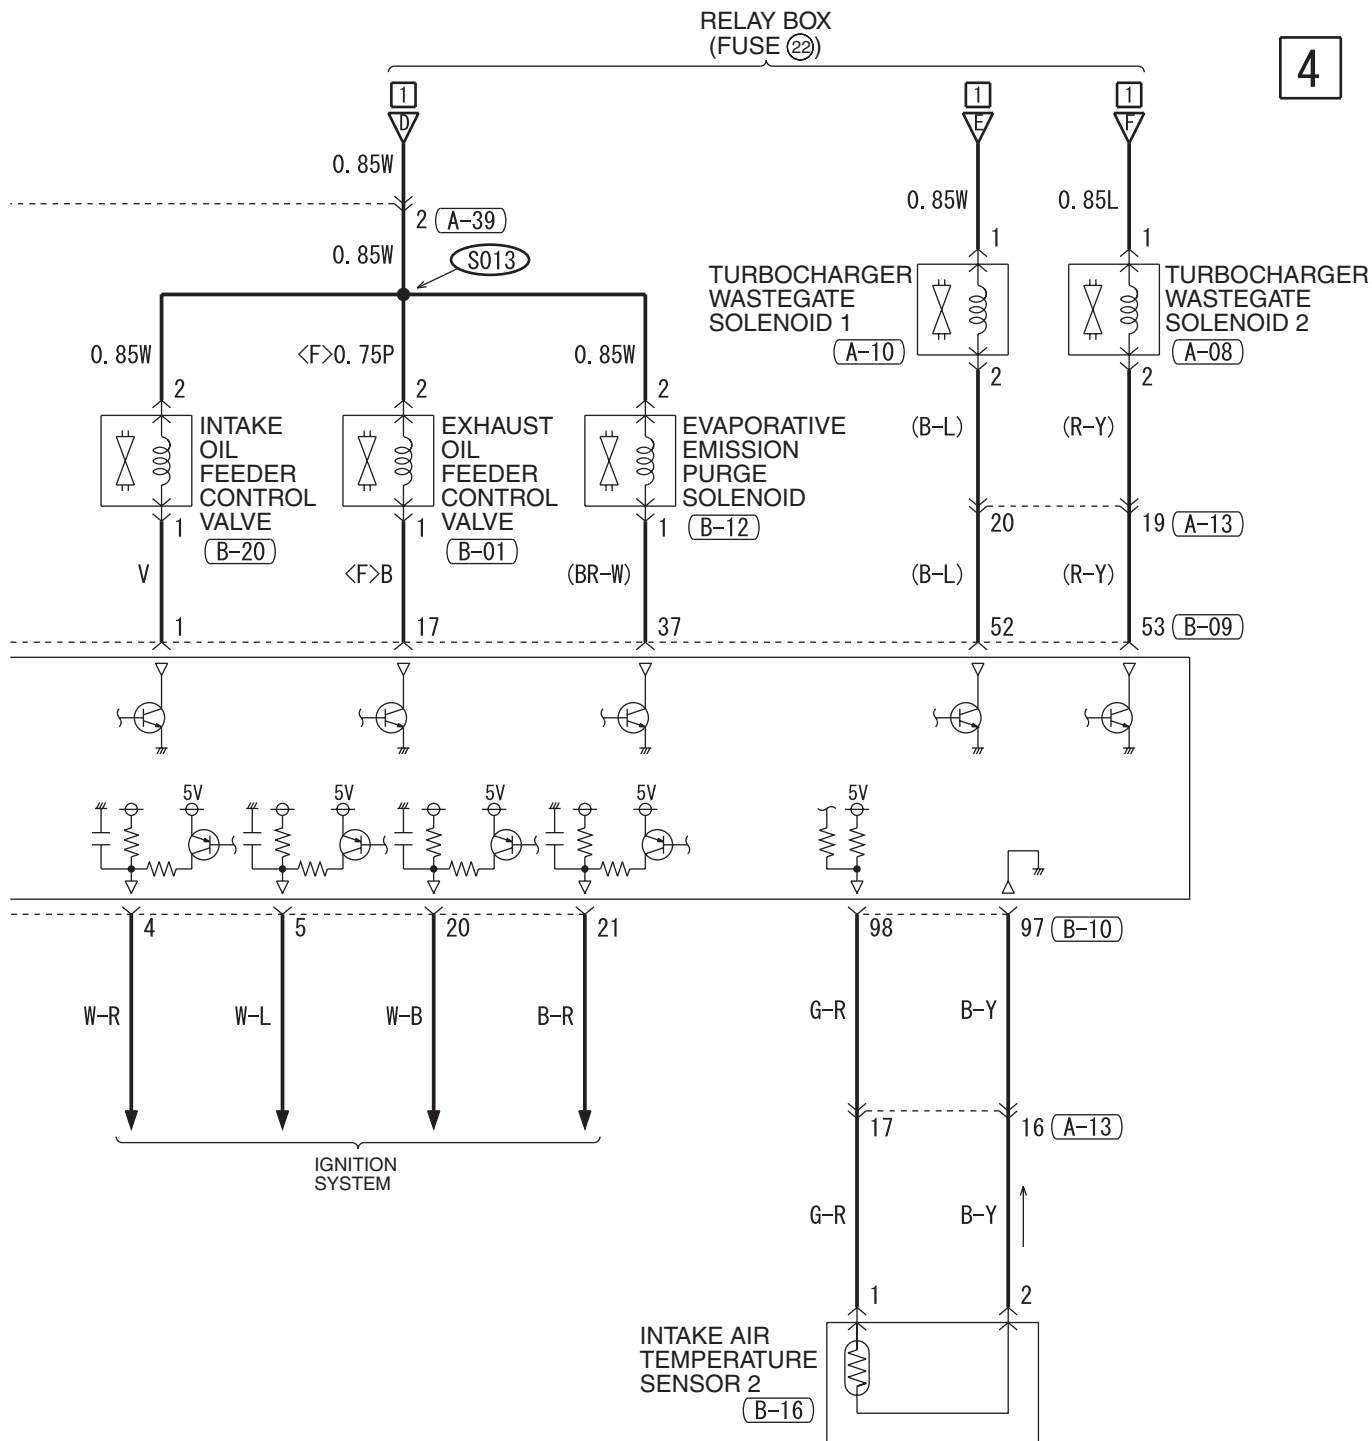 RELAY BOX
(FUSE 22)
4
1 1 1
D E F
0.85W
2 A-39
0.85W 0.85L
0.85W
S013
1 1
TURBOCHARGER
WASTEGATE
SOLENOID 1
A-10
TURBOCHARGER
WASTEGATE
SOLENOID 2
A-08
2 2
0.85W <F>0.75P 0.85W
2 2 2
INTAKE
OIL
FEEDER
CONTROL
VALVE
B-20
EXHAUST
OIL
FEEDER
CONTROL
VALVE
B-01
EVAPORATIVE
EMISSION
PURGE
SOLENOID
B-12
(B-L) (R-Y)
1 1 1
20 19 A-13
V <F>B (BR-W) (B-L) (R-Y)
1 17 37 52 53 B-09
5V 5V 5V 5V 5V
4 5 20 21 98 97 B-10
W-R W-L W-B B-R G-R B-Y
17 16 A-13
IGNITION
SYSTEM
G-R B-Y
1 2
INTAKE AIR
TEMPERATURE
SENSOR 2
B-16